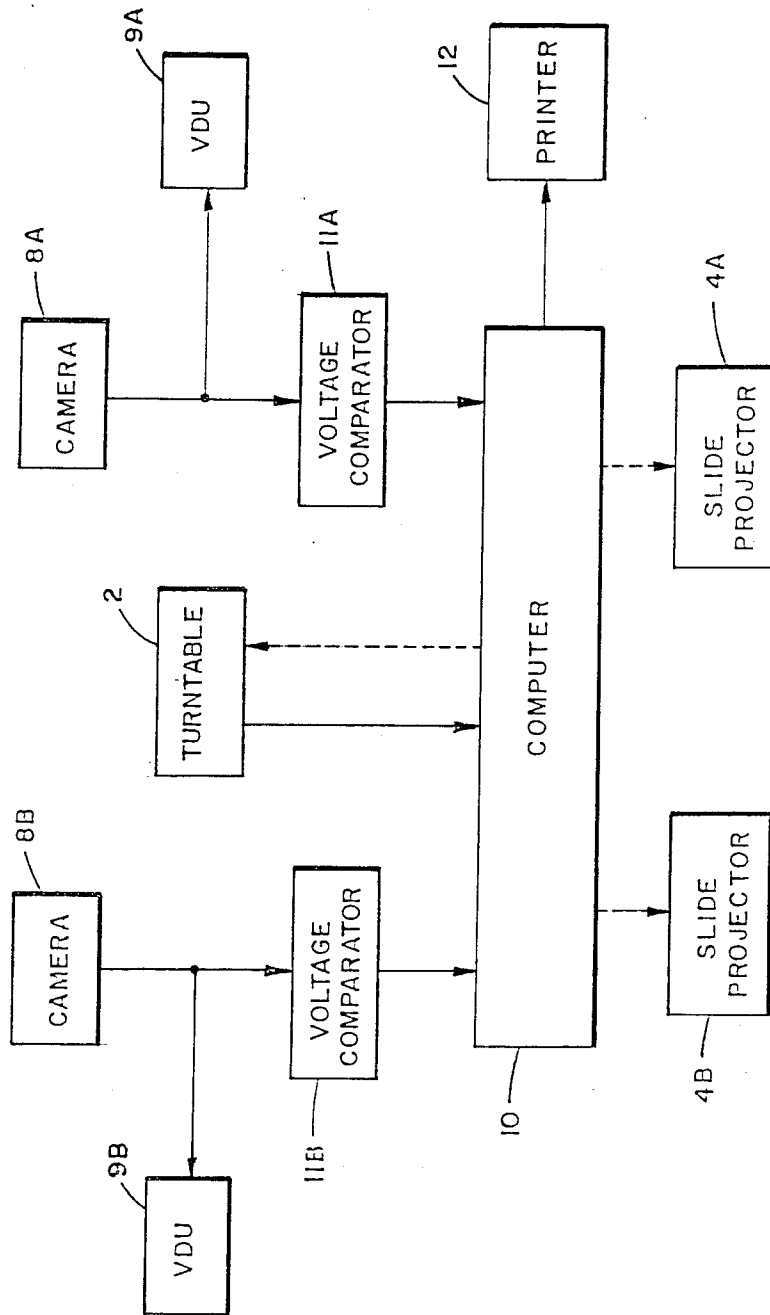 9B
VDU
8B
CAMERA
11B
VOLTAGE
COMPARATOR
2
TURNTABLE
8A
CAMERA
9A
VDU
11A
VOLTAGE
COMPARATOR
10
COMPUTER
12
PRINTER
4B
SLIDE
PROJECTOR
4A
SLIDE
PROJECTOR